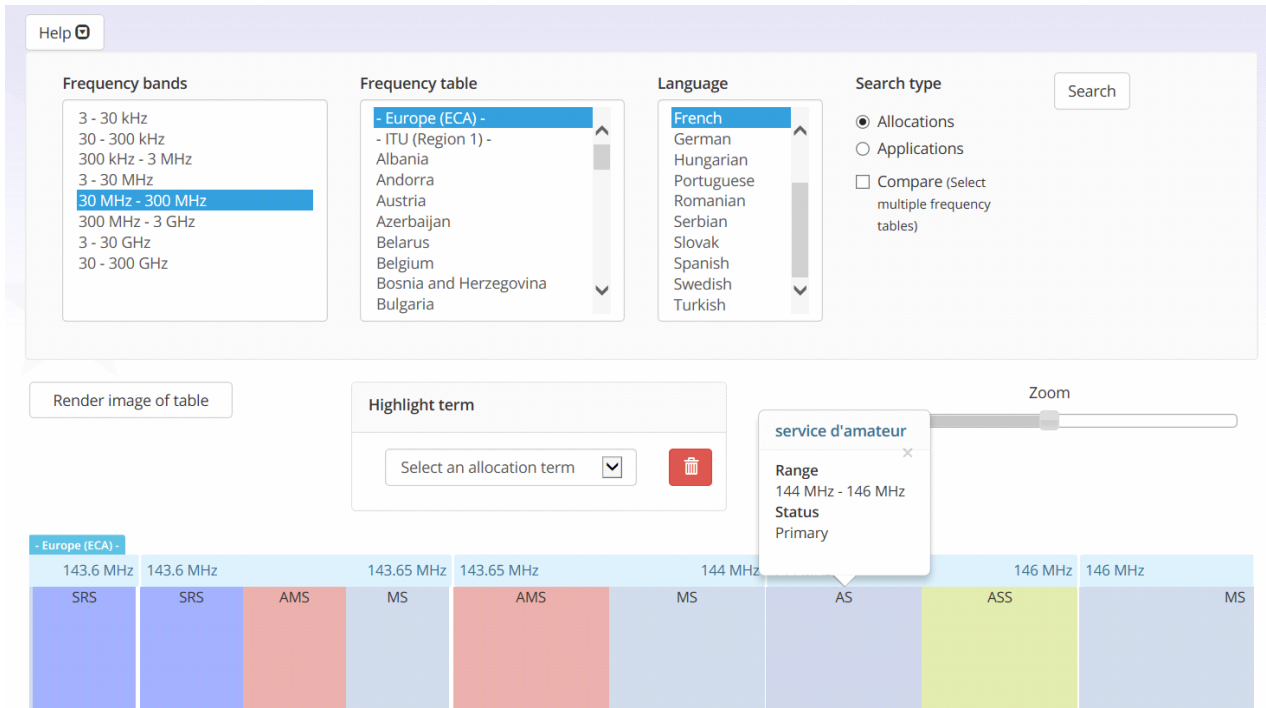 Help
Frequency bands
3 - 30 kHz
30 - 300 kHz
300 kHz - 3 MHz
3 - 30 MHz
30 MHz - 300 MHz
300 MHz - 3 GHz
3 - 30 GHz
30 - 300 GHz
Frequency table
- Europe (ECA) -
- ITU (Region 1) -
Albania
Andorra
Austria
Azerbaijan
Belarus
Belgium
Bosnia and Herzegovina
Bulgaria
Language
French
German
Hungarian
Portuguese
Romanian
Serbian
Slovak
Spanish
Swedish
Turkish
Search type
Allocations
Applications
Compare (Select
multiple frequency
tables)
Search
Render image of table
Highlight term
Select an allocation term
Zoom
service d'amateur
Range
144 MHz - 146 MHz
Status
Primary
- Europe (ECA) -
143.6 MHz 143.6 MHz 143.65 MHz 143.65 MHz 144 MHz 146 MHz 146 MHz
SRS SRS AMS MS AMS MS AS ASS MS